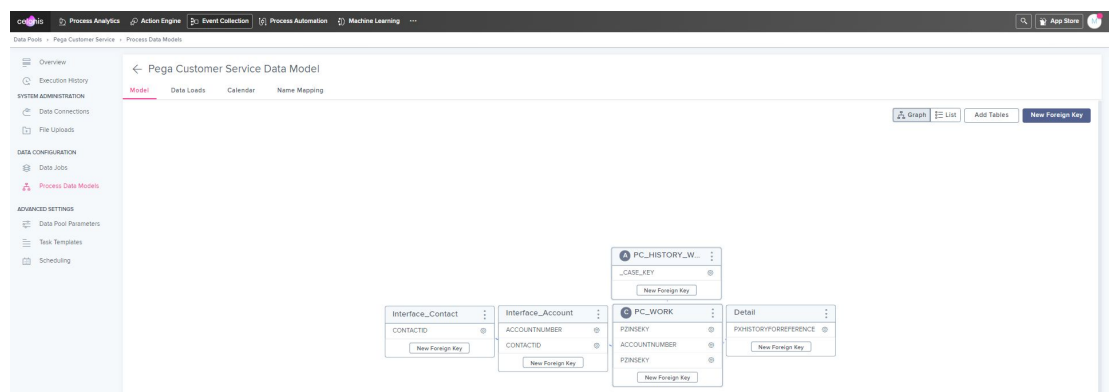 celonis Process Analytics Action Engine Event Collection Process Automation Machine Learning ··· App Store M
Data Pools › Pega Customer Service › Process Data Models
Overview
Execution History
SYSTEM ADMINISTRATION
Data Connections
File Uploads
DATA CONFIGURATION
Data Jobs
Process Data Models
ADVANCED SETTINGS
Data Pool Parameters
Task Templates
Scheduling
← Pega Customer Service Data Model
Model Data Loads Calendar Name Mapping
Graph List Add Tables New Foreign Key
A PC_HISTORY_W...
_CASE_KEY
New Foreign Key
Interface_Contact
CONTACTID
New Foreign Key
Interface_Account
ACCOUNTNUMBER
CONTACTID
New Foreign Key
C PC_WORK
PZINSKEY
ACCOUNTNUMBER
PZINSEKY
New Foreign Key
Detail
PXHISTORYFORREFERENCE
New Foreign Key